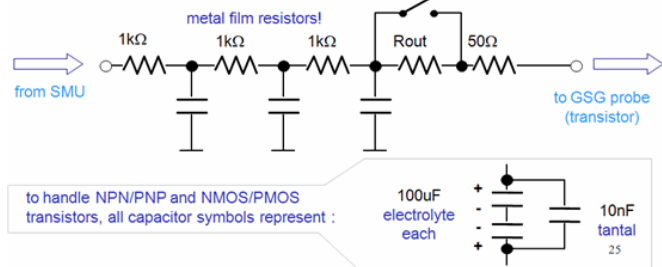 metal film resistors!
1kΩ 1kΩ 1kΩ Rout 50Ω
from SMU
to GSG probe
(transistor)
to handle NPN/PNP and NMOS/PMOS
transistors, all capacitor symbols represent :
100uF
electrolyte
each
+
-
-
+
10nF
tantal
25